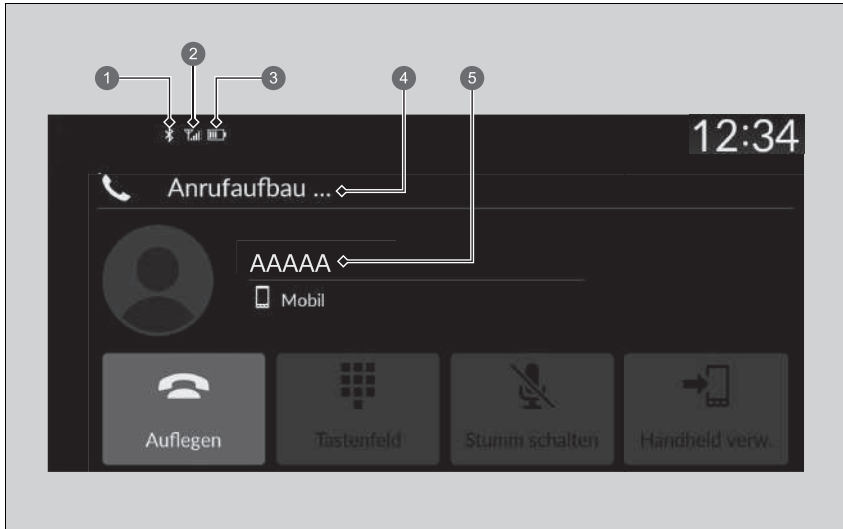 1
2
3
4
5
12:34
Anrufaufbau ...
AAAAA
Mobil
Auflegen
Tastenfeld
Stumm schalten
Handheld verw.